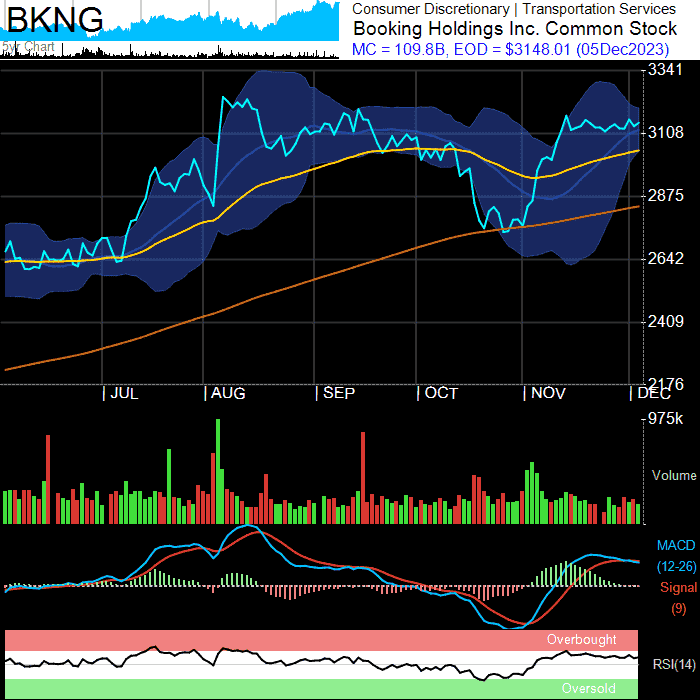 BKNG
5yr Chart
Consumer Discretionary | Transportation Services
Booking Holdings Inc. Common Stock
MC = 109.8B, EOD = $3148.01 (05Dec2023)
3341
3108
2875
2642
2409
2176
JUL
AUG
SEP
OCT
NOV
DEC
975k
Volume
MACD
(12-26)
Signal
(9)
Overbought
RSI(14)
Oversold